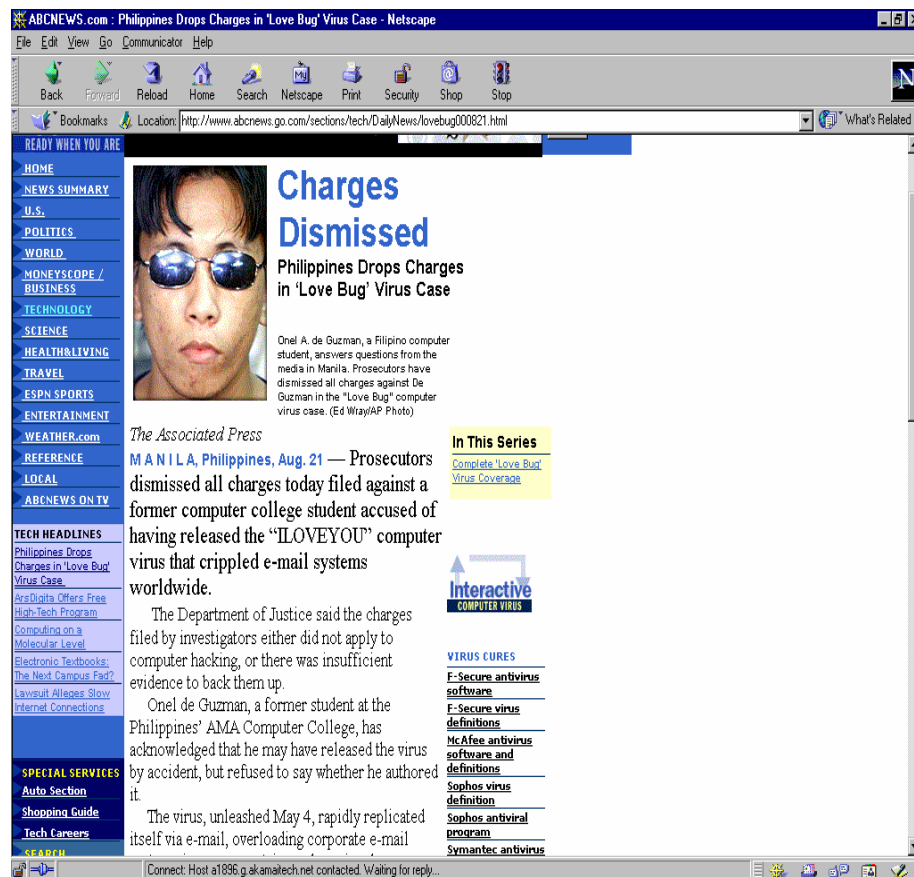 ABCNEWS.com : Philippines Drops Charges in 'Love Bug' Virus Case - Netscape
File Edit View Go Communicator Help
Back Forward Reload Home Search Netscape Print Security Shop Stop
Bookmarks Location: http://www.abcnews.go.com/sections/tech/DailyNews/lovebug000821.html What's Related
READY WHEN YOU ARE
HOME
NEWS SUMMARY
U.S.
POLITICS
WORLD
MONEYSCOPE /
BUSINESS
TECHNOLOGY
SCIENCE
HEALTH&LIVING
TRAVEL
ESPN SPORTS
ENTERTAINMENT
WEATHER.com
REFERENCE
LOCAL
ABCNEWS ON TV
TECH HEADLINES
Philippines Drops
Charges in 'Love Bug'
Virus Case
ArsDigita Offers Free
High-Tech Program
Computing on a
Molecular Level
Electronic Textbooks:
The Next Campus Fad?
Lawsuit Alleges Slow
Internet Connections
SPECIAL SERVICES
Auto Section
Shopping Guide
Tech Careers
SEARCH
Charges
Dismissed
Philippines Drops Charges
in ‘Love Bug’ Virus Case
Onel A. de Guzman, a Filipino computer
student, answers questions from the
media in Manila. Prosecutors have
dismissed all charges against De
Guzman in the "Love Bug" computer
virus case. (Ed Wray/AP Photo)
The Associated Press
M A N I L A, Philippines, Aug. 21 — Prosecutors
dismissed all charges today filed against a
former computer college student accused of
having released the “ILOVEYOU” computer
virus that crippled e-mail systems
worldwide.
The Department of Justice said the charges
filed by investigators either did not apply to
computer hacking, or there was insufficient
evidence to back them up.
Onel de Guzman, a former student at the
Philippines’ AMA Computer College, has
acknowledged that he may have released the virus
by accident, but refused to say whether he authored
it.
The virus, unleashed May 4, rapidly replicated
itself via e-mail, overloading corporate e-mail
In This Series
Complete 'Love Bug'
Virus Coverage
Interactive
COMPUTER VIRUS
VIRUS CURES
F-Secure antivirus
software
F-Secure virus
definitions
McAfee antivirus
software and
definitions
Sophos virus
definition
Sophos antiviral
program
Symantec antivirus
Connect: Host a1896.g.akamaitech.net contacted. Waiting for reply...